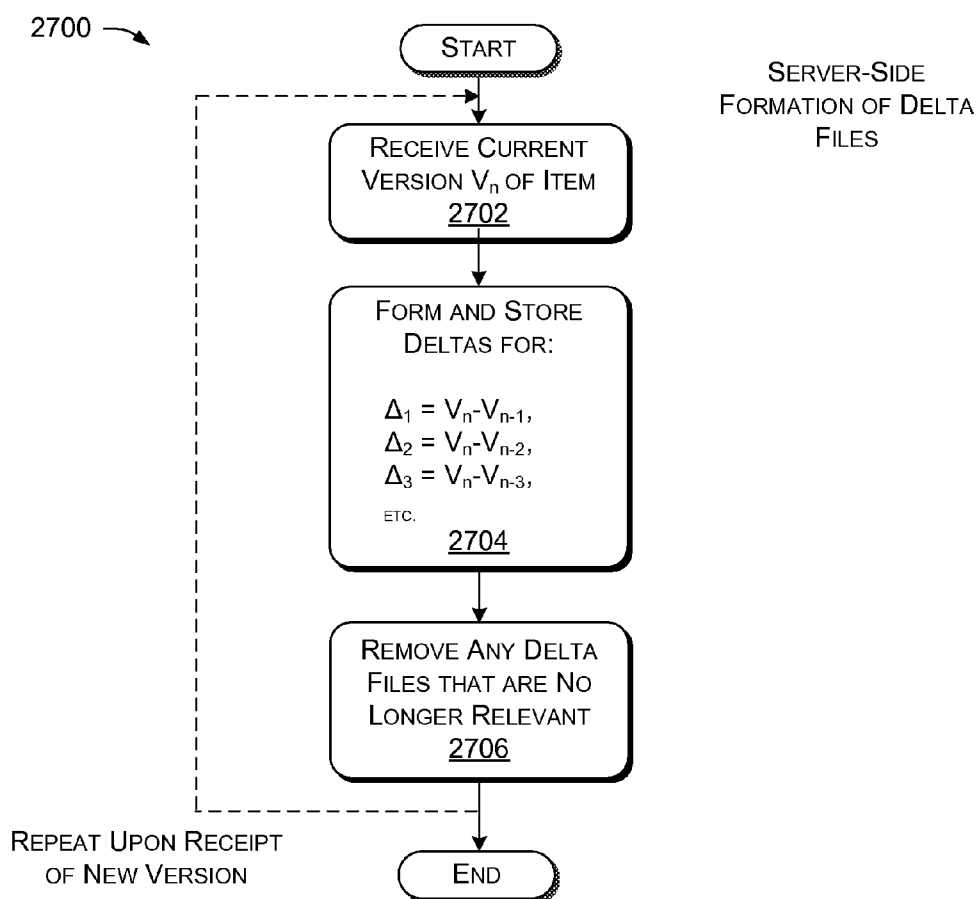 2700
START
SERVER-SIDE
FORMATION OF DELTA
FILES
RECEIVE CURRENT
VERSION Vₙ OF ITEM
2702
FORM AND STORE
DELTAS FOR:
Δ₁ = Vₙ-Vₙ₋₁,
Δ₂ = Vₙ-Vₙ₋₂,
Δ₃ = Vₙ-Vₙ₋₃,
ETC.
2704
REMOVE ANY DELTA
FILES THAT ARE NO
LONGER RELEVANT
2706
REPEAT UPON RECEIPT
OF NEW VERSION
END